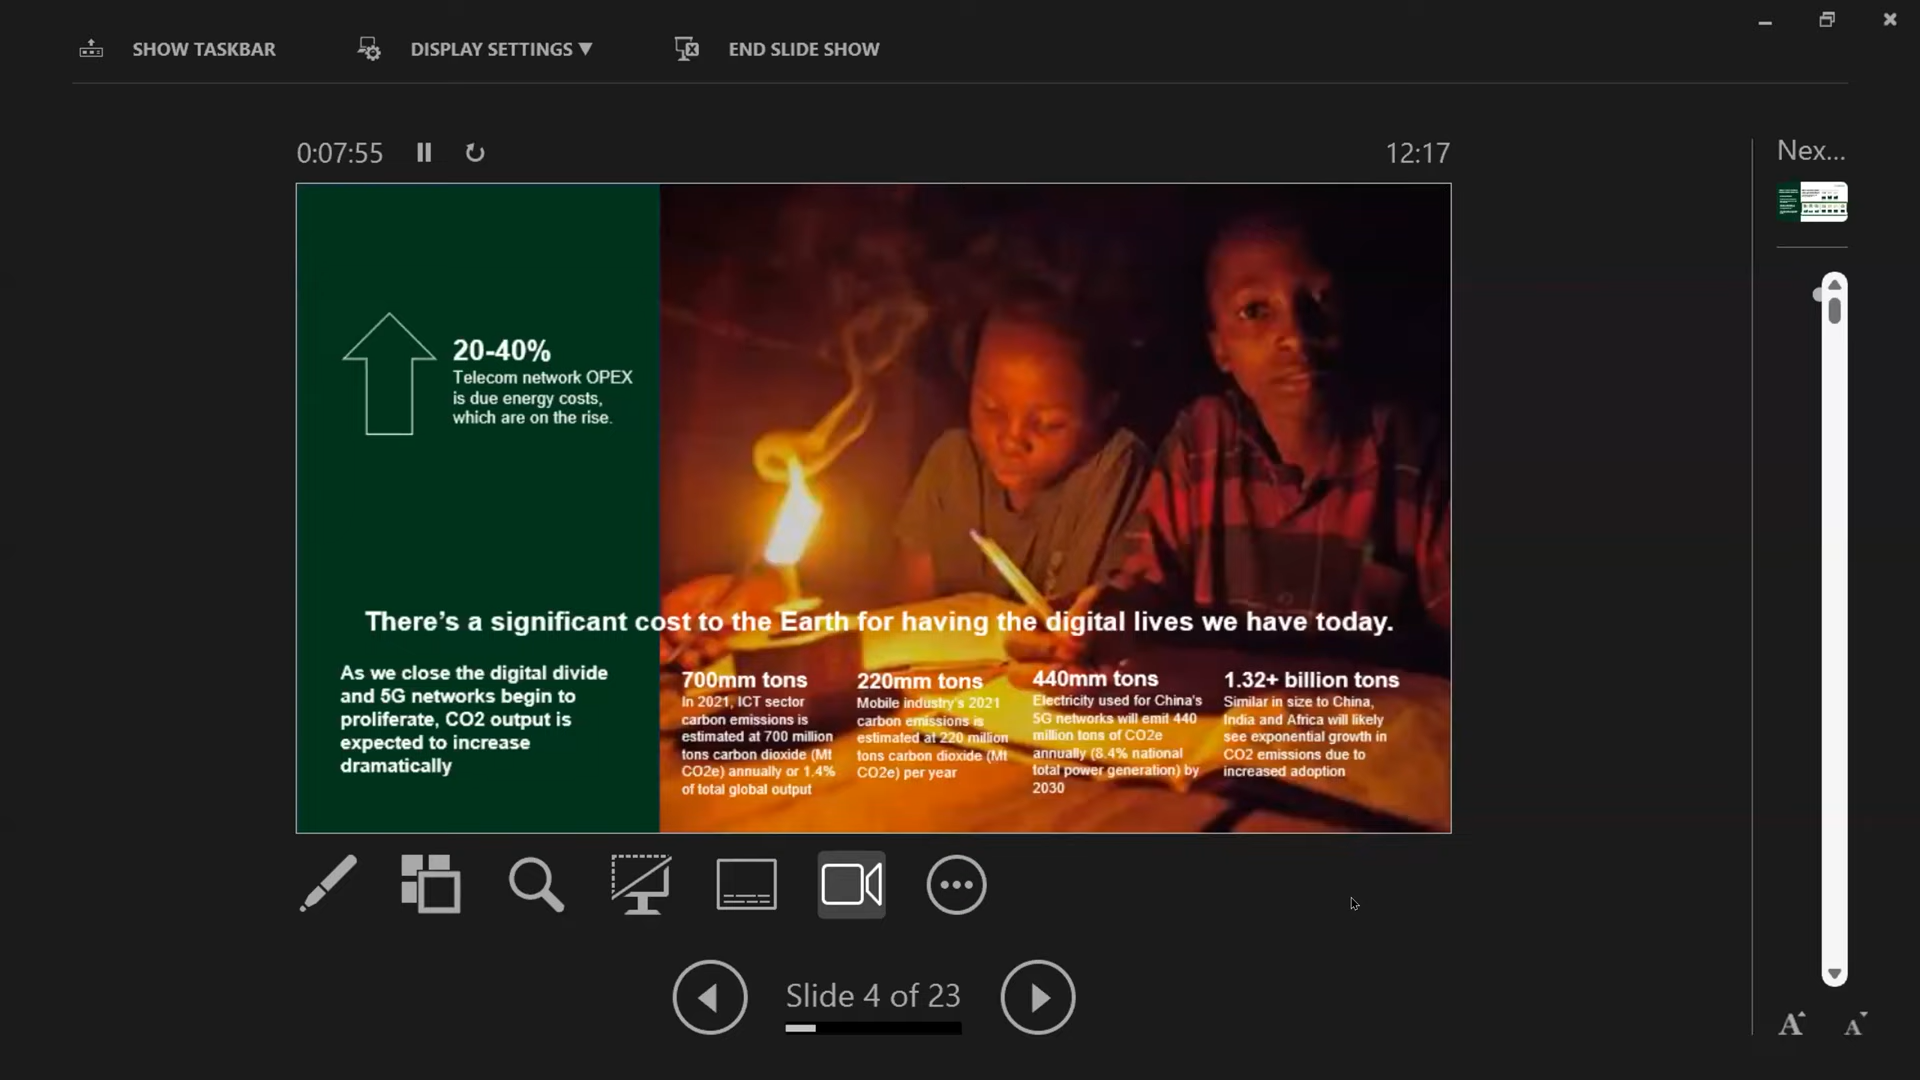 SHOW TASKBAR
DISPLAY SETTINGS ▼
END SLIDE SHOW
0:07:55
12:17
Nex...
20-40%
Telecom network OPEX
is due energy costs,
which are on the rise.
There's a significant cost to the Earth for having the digital lives we have today.
As we close the digital divide
and 5G networks begin to
proliferate, CO2 output is
expected to increase
dramatically
700mm tons
In 2021, ICT sector
carbon emissions is
estimated at 700 million
tons carbon dioxide (Mt
CO2e) annually or 1.4%
of total global output
220mm tons
Mobile industry's 2021
carbon emissions is
estimated at 220 million
tons carbon dioxide (Mt
CO2e) per year
440mm tons
Electricity used for China's
5G networks will emit 440
million tons of CO2e
annually (8.4% national
total power generation) by
2030
1.32+ billion tons
Similar in size to China,
India and Africa will likely
see exponential growth in
CO2 emissions due to
increased adoption
Slide 4 of 23
A A